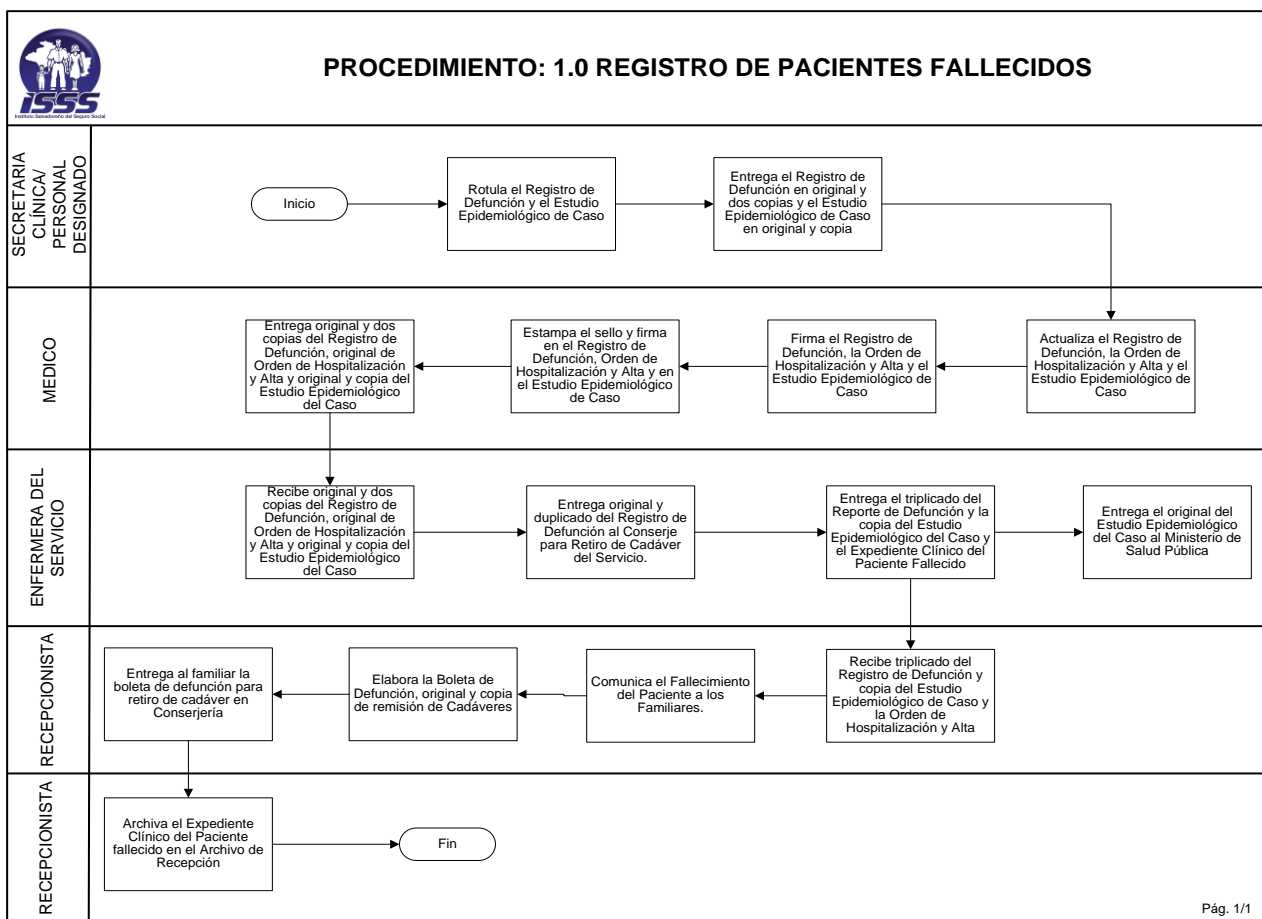 PROCEDIMIENTO: 1.0 REGISTRO DE PACIENTES FALLECIDOS
ISSS
Instituto Salvadoreño del Seguro Social
SECRETARIA
CLÍNICA/
PERSONAL
DESIGNADO
Inicio
Rotula el Registro de
Defunción y el Estudio
Epidemiológico de Caso
Entrega el Registro de
Defunción en original y
dos copias y el Estudio
Epidemiológico de Caso
en original y copia
MEDICO
Entrega original y dos
copias del Registro de
Defunción, original de
Orden de Hospitalización
y Alta y original y copia del
Estudio Epidemiológico
del Caso
Estampa el sello y firma
en el Registro de
Defunción, Orden de
Hospitalización y Alta y en
el Estudio Epidemiológico
de Caso
Firma el Registro de
Defunción, la Orden de
Hospitalización y Alta y el
Estudio Epidemiológico de
Caso
Actualiza el Registro de
Defunción, la Orden de
Hospitalización y Alta y el
Estudio Epidemiológico de
Caso
ENFERMERA DEL
SERVICIO
Recibe original y dos
copias del Registro de
Defunción, original de
Orden de Hospitalización
y Alta y original y copia del
Estudio Epidemiológico
del Caso
Entrega original y
duplicado del Registro de
Defunción al Conserje
para Retiro de Cadáver
del Servicio.
Entrega el triplicado del
Reporte de Defunción y la
copia del Estudio
Epidemiológico del Caso y
el Expediente Clínico del
Paciente Fallecido
Entrega el original del
Estudio Epidemiológico
del Caso al Ministerio de
Salud Pública
RECEPCIONISTA
Entrega al familiar la
boleta de defunción para
retiro de cadáver en
Conserjería
Elabora la Boleta de
Defunción, original y copia
de remisión de Cadáveres
Comunica el Fallecimiento
del Paciente a los
Familiares.
Recibe triplicado del
Registro de Defunción y
copia del Estudio
Epidemiológico de Caso y
la Orden de
Hospitalización y Alta
RECEPCIONISTA
Archiva el Expediente
Clínico del Paciente
fallecido en el Archivo de
Recepción
Fin
Pág. 1/1